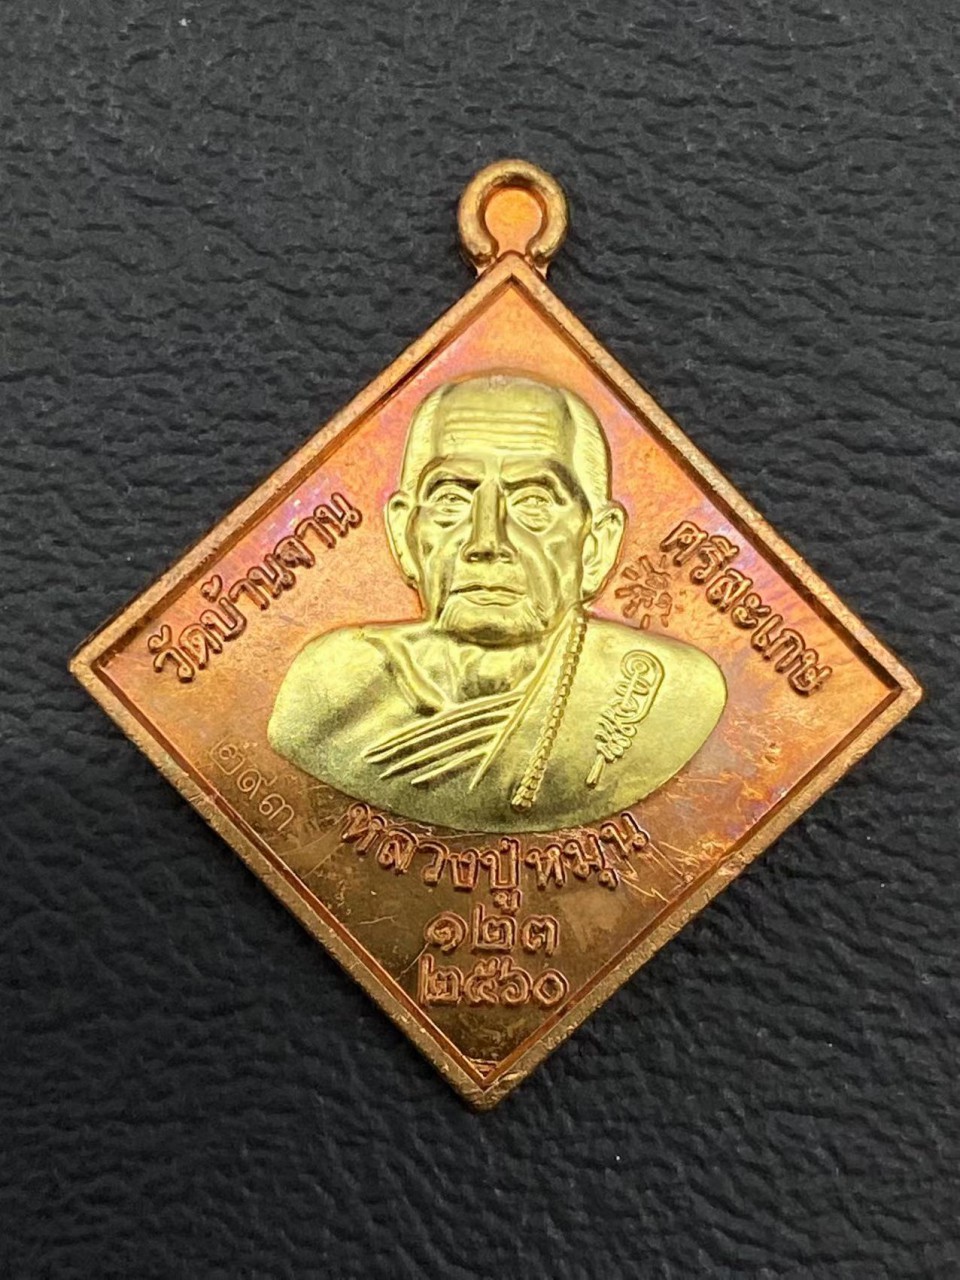 วัดบ้านจาน
ศรีสะเกษ
๒๙๓
หลวงปู่หมุน
๑๒๓
๒๕๖๐